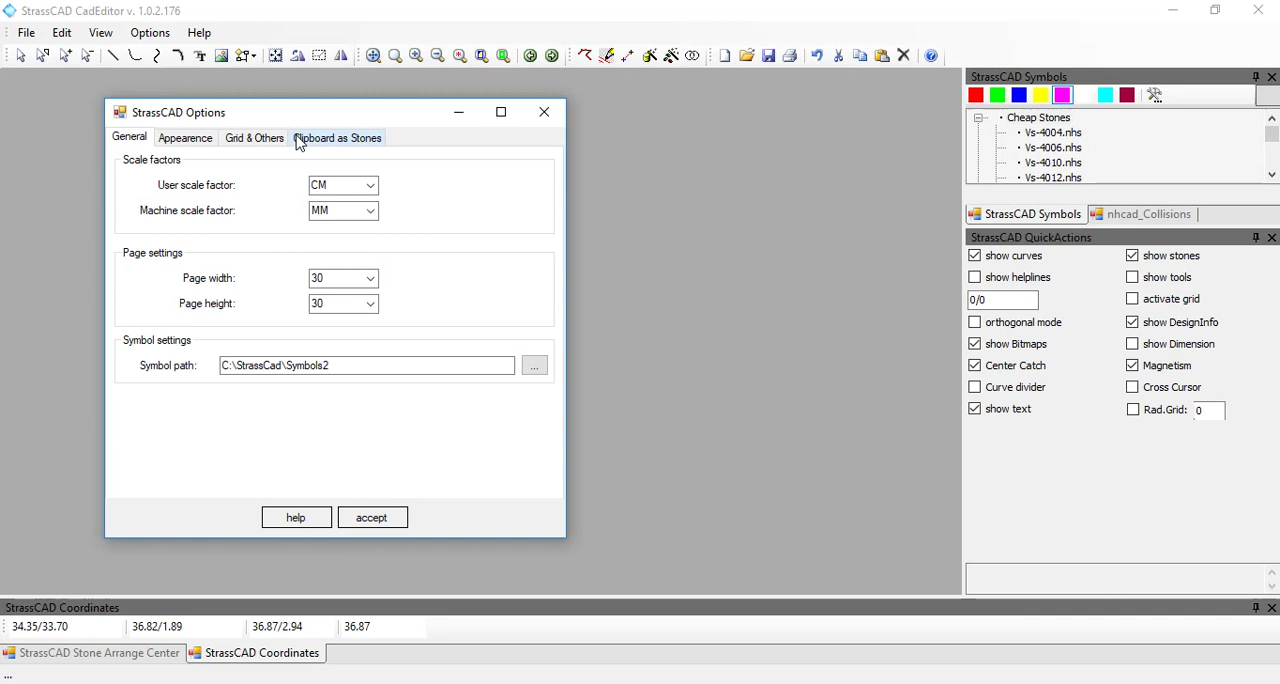 StrassCAD CadEditor v. 1.0.2.176
File Edit View Options Help
StrassCAD Symbols
Cheap Stones
Vs-4004.nhs
Vs-4006.nhs
Vs-4010.nhs
Vs-4012.nhs
StrassCAD Symbols nhcad_Collisions
StrassCAD QuickActions
show curves show stones
show helplines show tools
0/0 activate grid
orthogonal mode show DesignInfo
show Bitmaps show Dimension
Center Catch Magnetism
Curve divider Cross Cursor
show text Rad.Grid: 0
StrassCAD Options
General Appearence Grid & Others Clipboard as Stones
Scale factors
User scale factor: CM
Machine scale factor: MM
Page settings
Page width: 30
Page height: 30
Symbol settings
Symbol path: C:\StrassCad\Symbols2 ...
help accept
StrassCAD Coordinates
34.35/33.70 36.82/1.89 36.87/2.94 36.87
StrassCAD Stone Arrange Center StrassCAD Coordinates
...